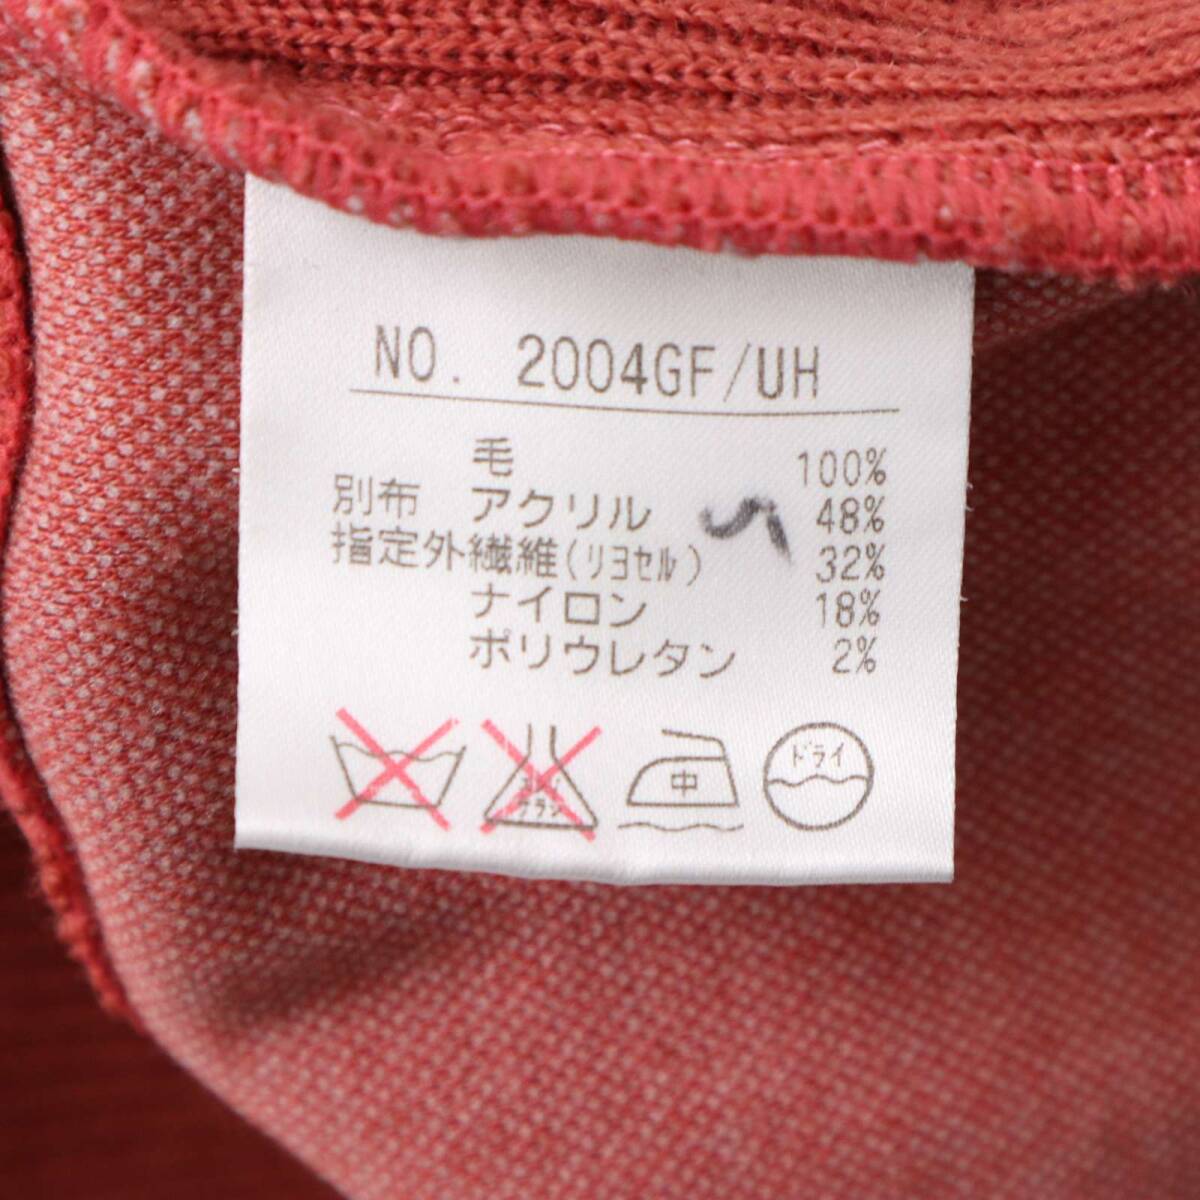 NO. 2004GF/UH
毛 100%
別布 アクリル 48%
指定外繊維(リヨセル) 32%
ナイロン 18%
ポリウレタン 2%
中
ドライ